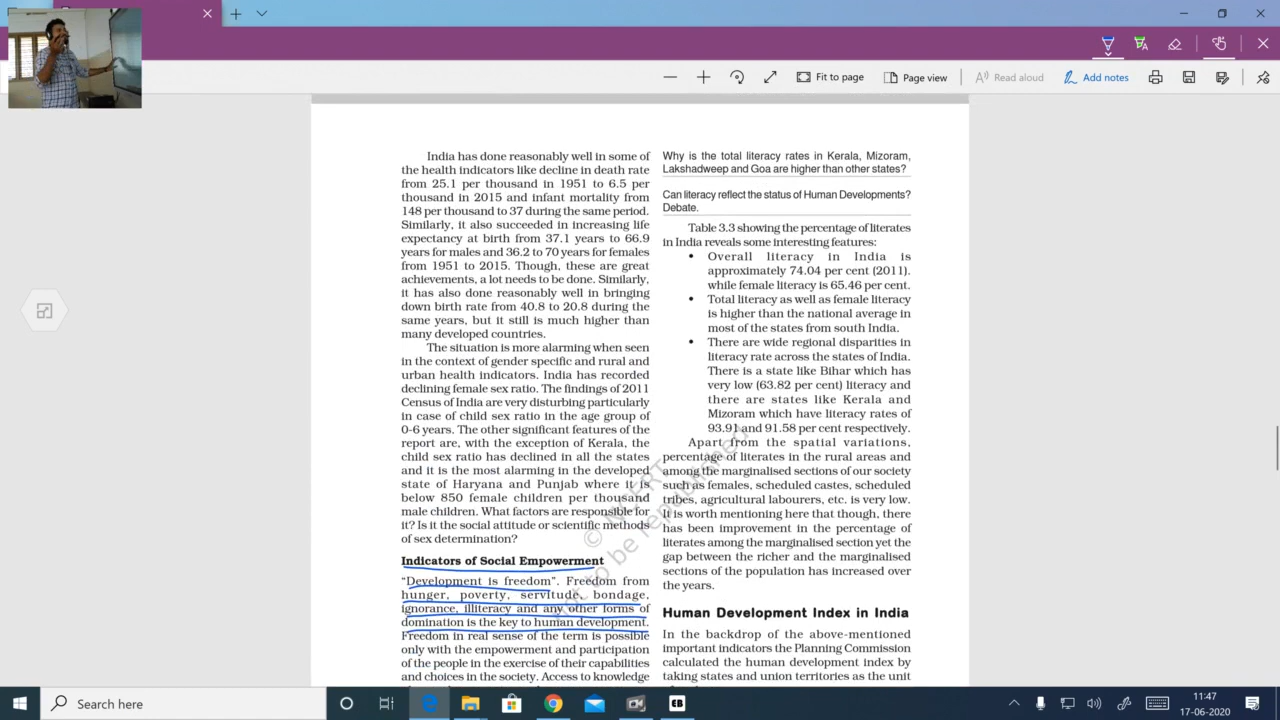 Fit to page
Page view
Read aloud
Add notes
India has done reasonably well in some of
the health indicators like decline in death rate
from 25.1 per thousand in 1951 to 6.5 per
thousand in 2015 and infant mortality from
148 per thousand to 37 during the same period.
Similarly, it also succeeded in increasing life
expectancy at birth from 37.1 years to 66.9
years for males and 36.2 to 70 years for females
from 1951 to 2015. Though, these are great
achievements, a lot needs to be done. Similarly,
it has also done reasonably well in bringing
down birth rate from 40.8 to 20.8 during the
same years, but it still is much higher than
many developed countries.
The situation is more alarming when seen
in the context of gender specific and rural and
urban health indicators. India has recorded
declining female sex ratio. The findings of 2011
Census of India are very disturbing particularly
in case of child sex ratio in the age group of
0-6 years. The other significant features of the
report are, with the exception of Kerala, the
child sex ratio has declined in all the states
and it is the most alarming in the developed
state of Haryana and Punjab where it is
below 850 female children per thousand
male children. What factors are responsible for
it? Is it the social attitude or scientific methods
of sex determination?
Indicators of Social Empowerment
“Development is freedom”. Freedom from
hunger, poverty, servitude, bondage,
ignorance, illiteracy and any other forms of
domination is the key to human development.
Freedom in real sense of the term is possible
only with the empowerment and participation
of the people in the exercise of their capabilities
and choices in the society. Access to knowledge
Why is the total literacy rates in Kerala, Mizoram,
Lakshadweep and Goa are higher than other states?
Can literacy reflect the status of Human Developments?
Debate.
Table 3.3 showing the percentage of literates
in India reveals some interesting features:
• Overall literacy in India is
approximately 74.04 per cent (2011).
while female literacy is 65.46 per cent.
• Total literacy as well as female literacy
is higher than the national average in
most of the states from south India.
• There are wide regional disparities in
literacy rate across the states of India.
There is a state like Bihar which has
very low (63.82 per cent) literacy and
there are states like Kerala and
Mizoram which have literacy rates of
93.91 and 91.58 per cent respectively.
Apart from the spatial variations,
percentage of literates in the rural areas and
among the marginalised sections of our society
such as females, scheduled castes, scheduled
tribes, agricultural labourers, etc. is very low.
It is worth mentioning here that though, there
has been improvement in the percentage of
literates among the marginalised section yet the
gap between the richer and the marginalised
sections of the population has increased over
the years.
Human Development Index in India
In the backdrop of the above-mentioned
important indicators the Planning Commission
calculated the human development index by
taking states and union territories as the unit
© NCERT
not to be republished
Search here
EB
11:47
17-06-2020